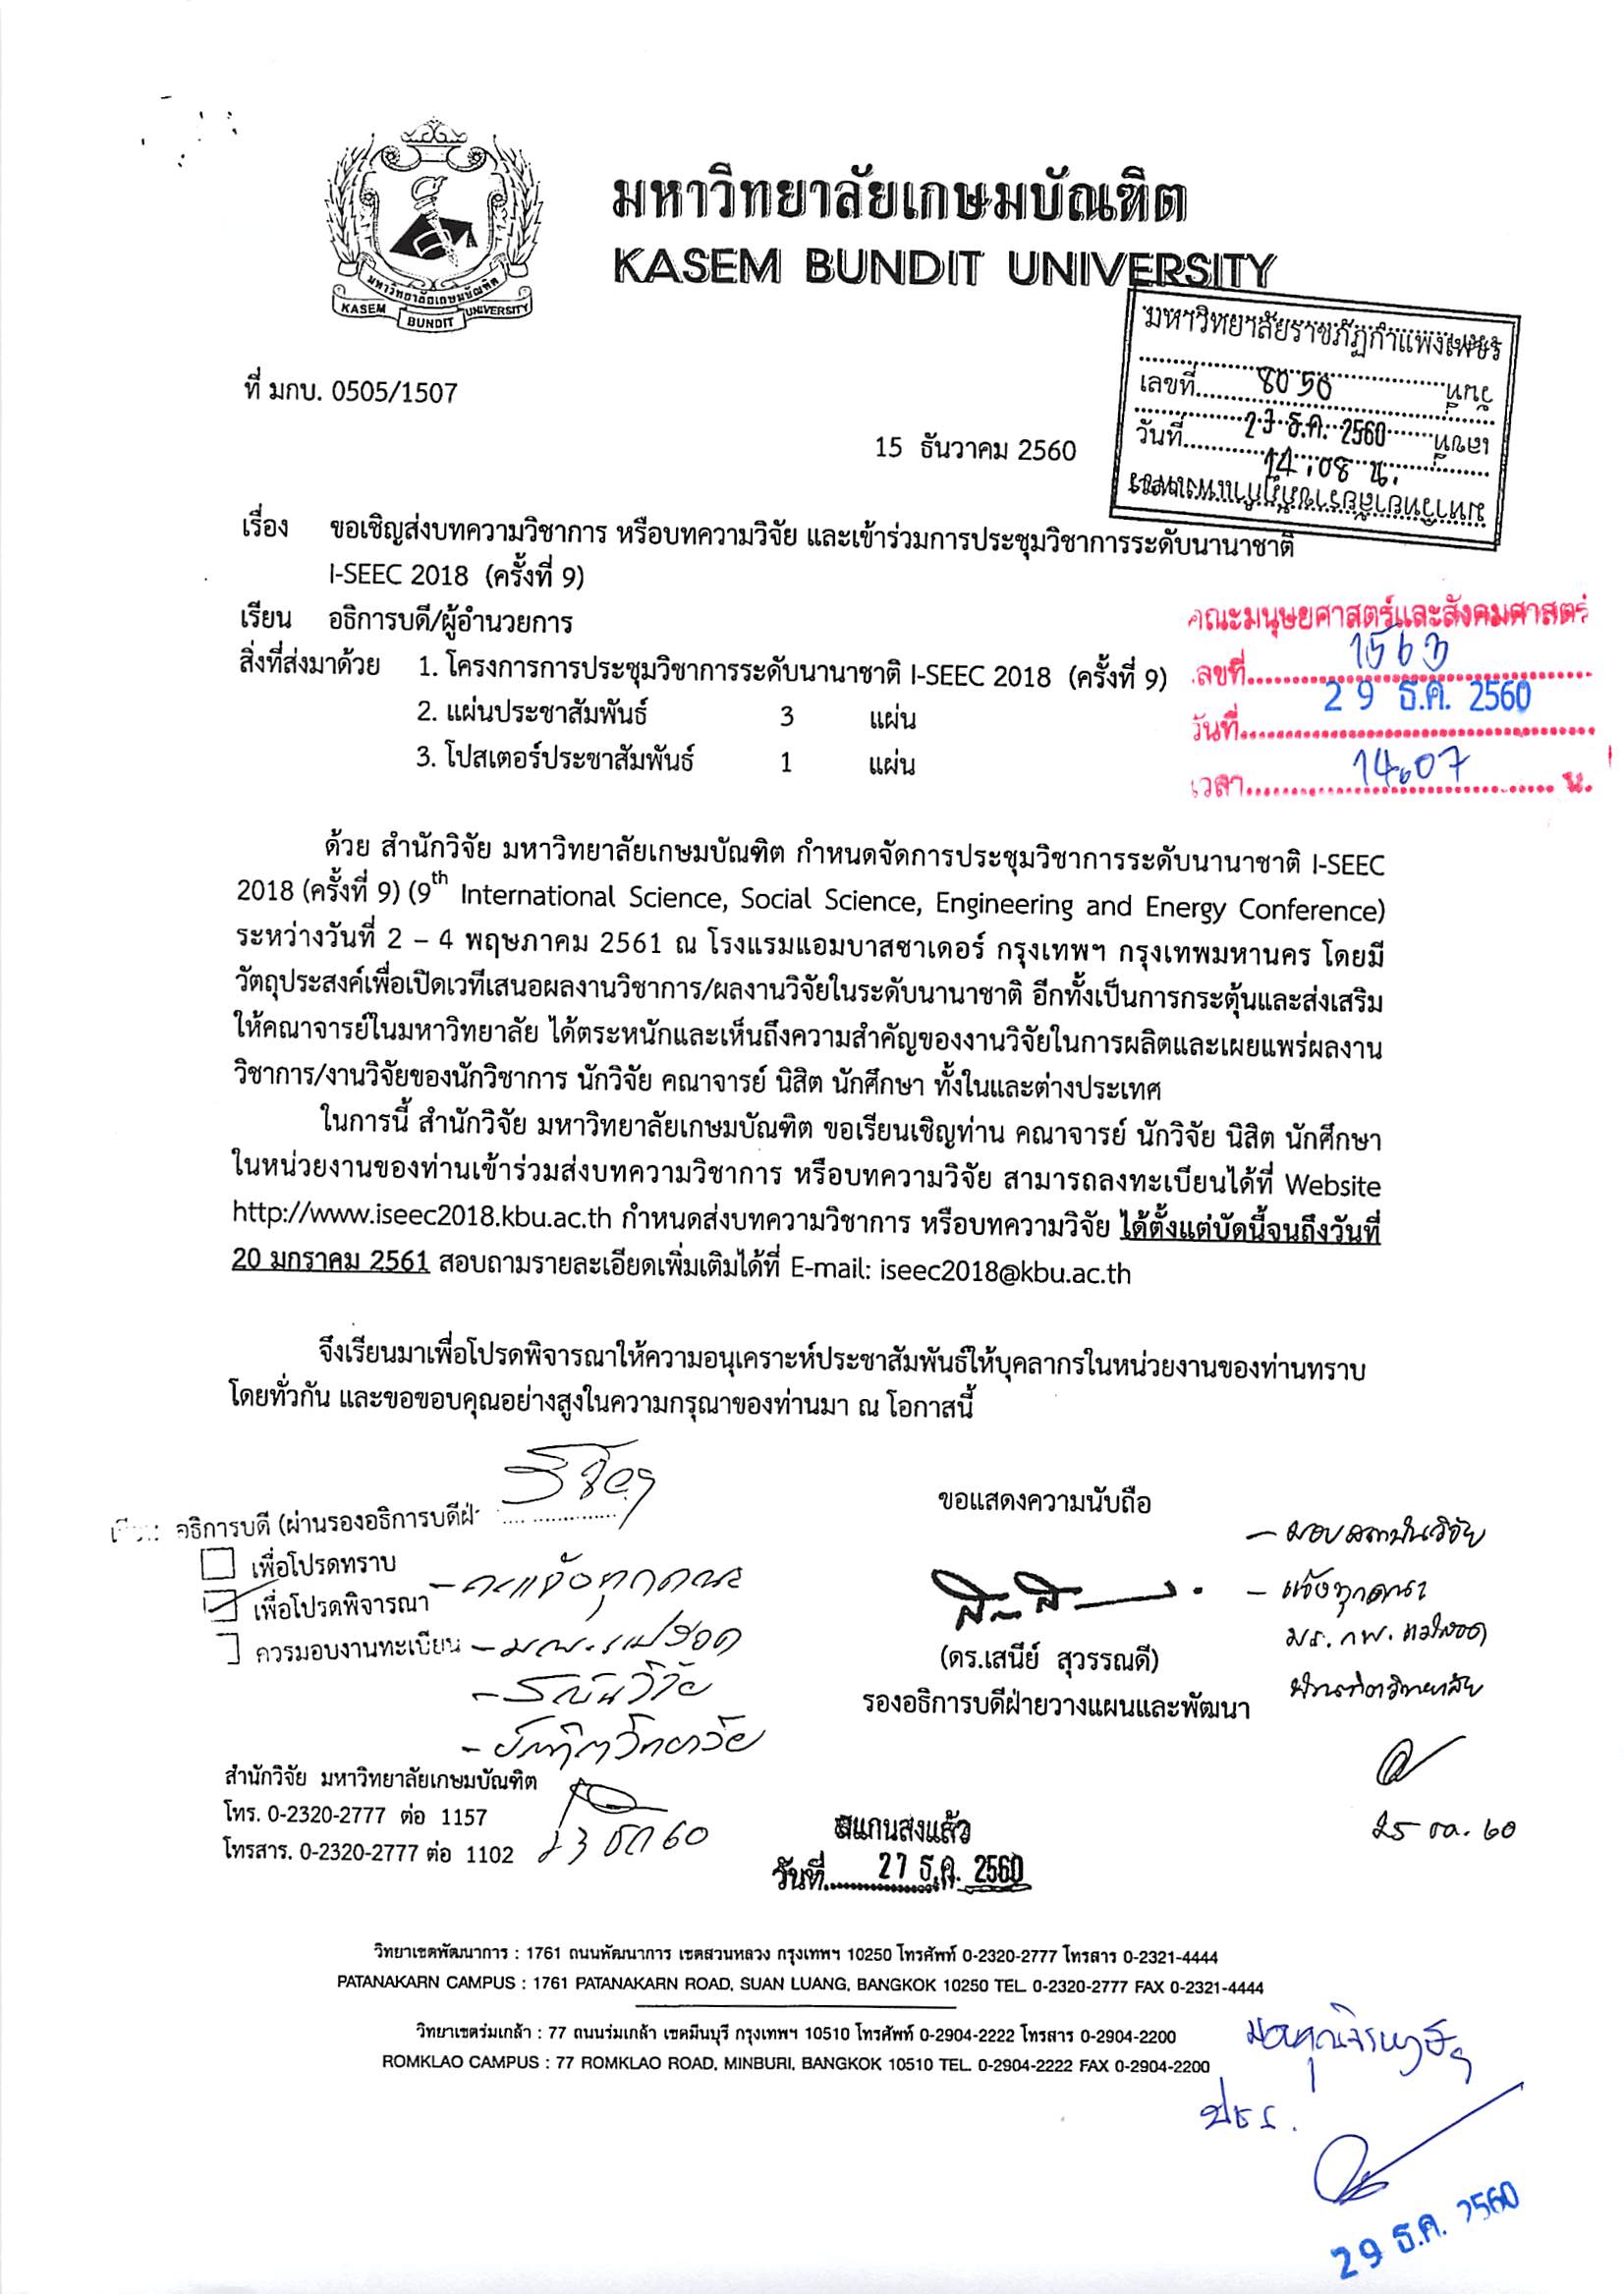 มหาวิทยาลัยเกษมบัณฑิต
KASEM BUNDIT UNIVERSITY
มหาวิทยาลัยเกษมบัณฑิต
KASEM BUNDIT UNIVERSITY
มหาวิทยาลัยราชภัฏกำแพงเพชร
เลขที่ 8050
วันที่ 23 ธ.ค. 2560
14.08 น.
ที่ มกบ. 0505/1507
15 ธันวาคม 2560
เรื่อง ขอเชิญส่งบทความวิชาการ หรือบทความวิจัย และเข้าร่วมการประชุมวิชาการระดับนานาชาติ
I-SEEC 2018 (ครั้งที่ 9)
เรียน อธิการบดี/ผู้อำนวยการ
สิ่งที่ส่งมาด้วย 1. โครงการการประชุมวิชาการระดับนานาชาติ I-SEEC 2018 (ครั้งที่ 9)
2. แผ่นประชาสัมพันธ์ 3 แผ่น
3. โปสเตอร์ประชาสัมพันธ์ 1 แผ่น
คณะมนุษยศาสตร์และสังคมศาสตร์
เลขที่ 1563
วันที่ 29 ธ.ค. 2560
เวลา 14.07 น.
ด้วย สำนักวิจัย มหาวิทยาลัยเกษมบัณฑิต กำหนดจัดการประชุมวิชาการระดับนานาชาติ I-SEEC
2018 (ครั้งที่ 9) (9th International Science, Social Science, Engineering and Energy Conference)
ระหว่างวันที่ 2 – 4 พฤษภาคม 2561 ณ โรงแรมแอมบาสซาเดอร์ กรุงเทพฯ กรุงเทพมหานคร โดยมี
วัตถุประสงค์เพื่อเปิดเวทีเสนอผลงานวิชาการ/ผลงานวิจัยในระดับนานาชาติ อีกทั้งเป็นการกระตุ้นและส่งเสริม
ให้คณาจารย์ในมหาวิทยาลัย ได้ตระหนักและเห็นถึงความสำคัญของงานวิจัยในการผลิตและเผยแพร่ผลงาน
วิชาการ/งานวิจัยของนักวิชาการ นักวิจัย คณาจารย์ นิสิต นักศึกษา ทั้งในและต่างประเทศ
ในการนี้ สำนักวิจัย มหาวิทยาลัยเกษมบัณฑิต ขอเรียนเชิญท่าน คณาจารย์ นักวิจัย นิสิต นักศึกษา
ในหน่วยงานของท่านเข้าร่วมส่งบทความวิชาการ หรือบทความวิจัย สามารถลงทะเบียนได้ที่ Website
http://www.iseec2018.kbu.ac.th กำหนดส่งบทความวิชาการ หรือบทความวิจัย ได้ตั้งแต่บัดนี้จนถึงวันที่
20 มกราคม 2561 สอบถามรายละเอียดเพิ่มเติมได้ที่ E-mail: iseec2018@kbu.ac.th
จึงเรียนมาเพื่อโปรดพิจารณาให้ความอนุเคราะห์ประชาสัมพันธ์ให้บุคลากรในหน่วยงานของท่านทราบ
โดยทั่วกัน และขอขอบคุณอย่างสูงในความกรุณาของท่านมา ณ โอกาสนี้
ขอแสดงความนับถือ
เรียน อธิการบดี (ผ่านรองอธิการบดีฝ่า วิจัยฯ
เพื่อโปรดทราบ
เพื่อโปรดพิจารณา
ควรมอบงานทะเบียน
- มอบสถาบันวิจัย
- แจ้งทุกคณะ
มร. กพ. แม่สอด
(ดร.เสนีย์ สุวรรณดี)
รองอธิการบดีฝ่ายวางแผนและพัฒนา
25 ธค. 60
สำนักวิจัย มหาวิทยาลัยเกษมบัณฑิต
โทร. 0-2320-2777 ต่อ 1157
โทรสาร. 0-2320-2777 ต่อ 1102
23 ธค 60
สแกนส่งแล้ว
วันที่ 27 ธ.ค. 2560
วิทยาเขตพัฒนาการ : 1761 ถนนพัฒนาการ เขตสวนหลวง กรุงเทพฯ 10250 โทรศัพท์ 0-2320-2777 โทรสาร 0-2321-4444
PATANAKARN CAMPUS : 1761 PATANAKARN ROAD, SUAN LUANG, BANGKOK 10250 TEL. 0-2320-2777 FAX 0-2321-4444
วิทยาเขตร่มเกล้า : 77 ถนนร่มเกล้า เขตมีนบุรี กรุงเทพฯ 10510 โทรศัพท์ 0-2904-2222 โทรสาร 0-2904-2200
ROMKLAO CAMPUS : 77 ROMKLAO ROAD, MINBURI, BANGKOK 10510 TEL. 0-2904-2222 FAX 0-2904-2200
ปชส.
29 ธ.ค. 2560